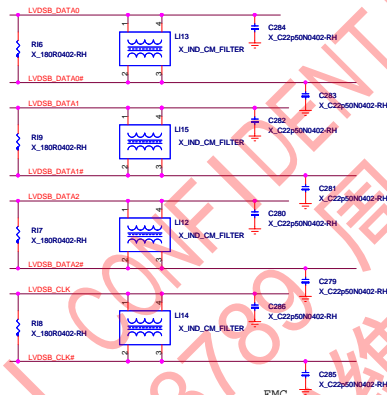 LVDSB_DATA0
1
4
LI13
X_IND_CM_FILTER
2
3
RI6
X_180R0402-RH
C284
X_C22p50N0402-RH
LVDSB_DATA0#
C283
X_C22p50N0402-RH
LVDSB_DATA1
1
4
LI15
X_IND_CM_FILTER
2
3
RI9
X_180R0402-RH
C282
X_C22p50N0402-RH
LVDSB_DATA1#
C281
X_C22p50N0402-RH
LVDSB_DATA2
1
4
LI12
X_IND_CM_FILTER
2
3
RI7
X_180R0402-RH
C280
X_C22p50N0402-RH
LVDSB_DATA2#
C279
X_C22p50N0402-RH
LVDSB_CLK
1
4
LI14
X_IND_CM_FILTER
2
3
RI8
X_180R0402-RH
C286
X_C22p50N0402-RH
LVDSB_CLK#
C285
X_C22p50N0402-RH
EMC
CONFIDENT
3789 周
維